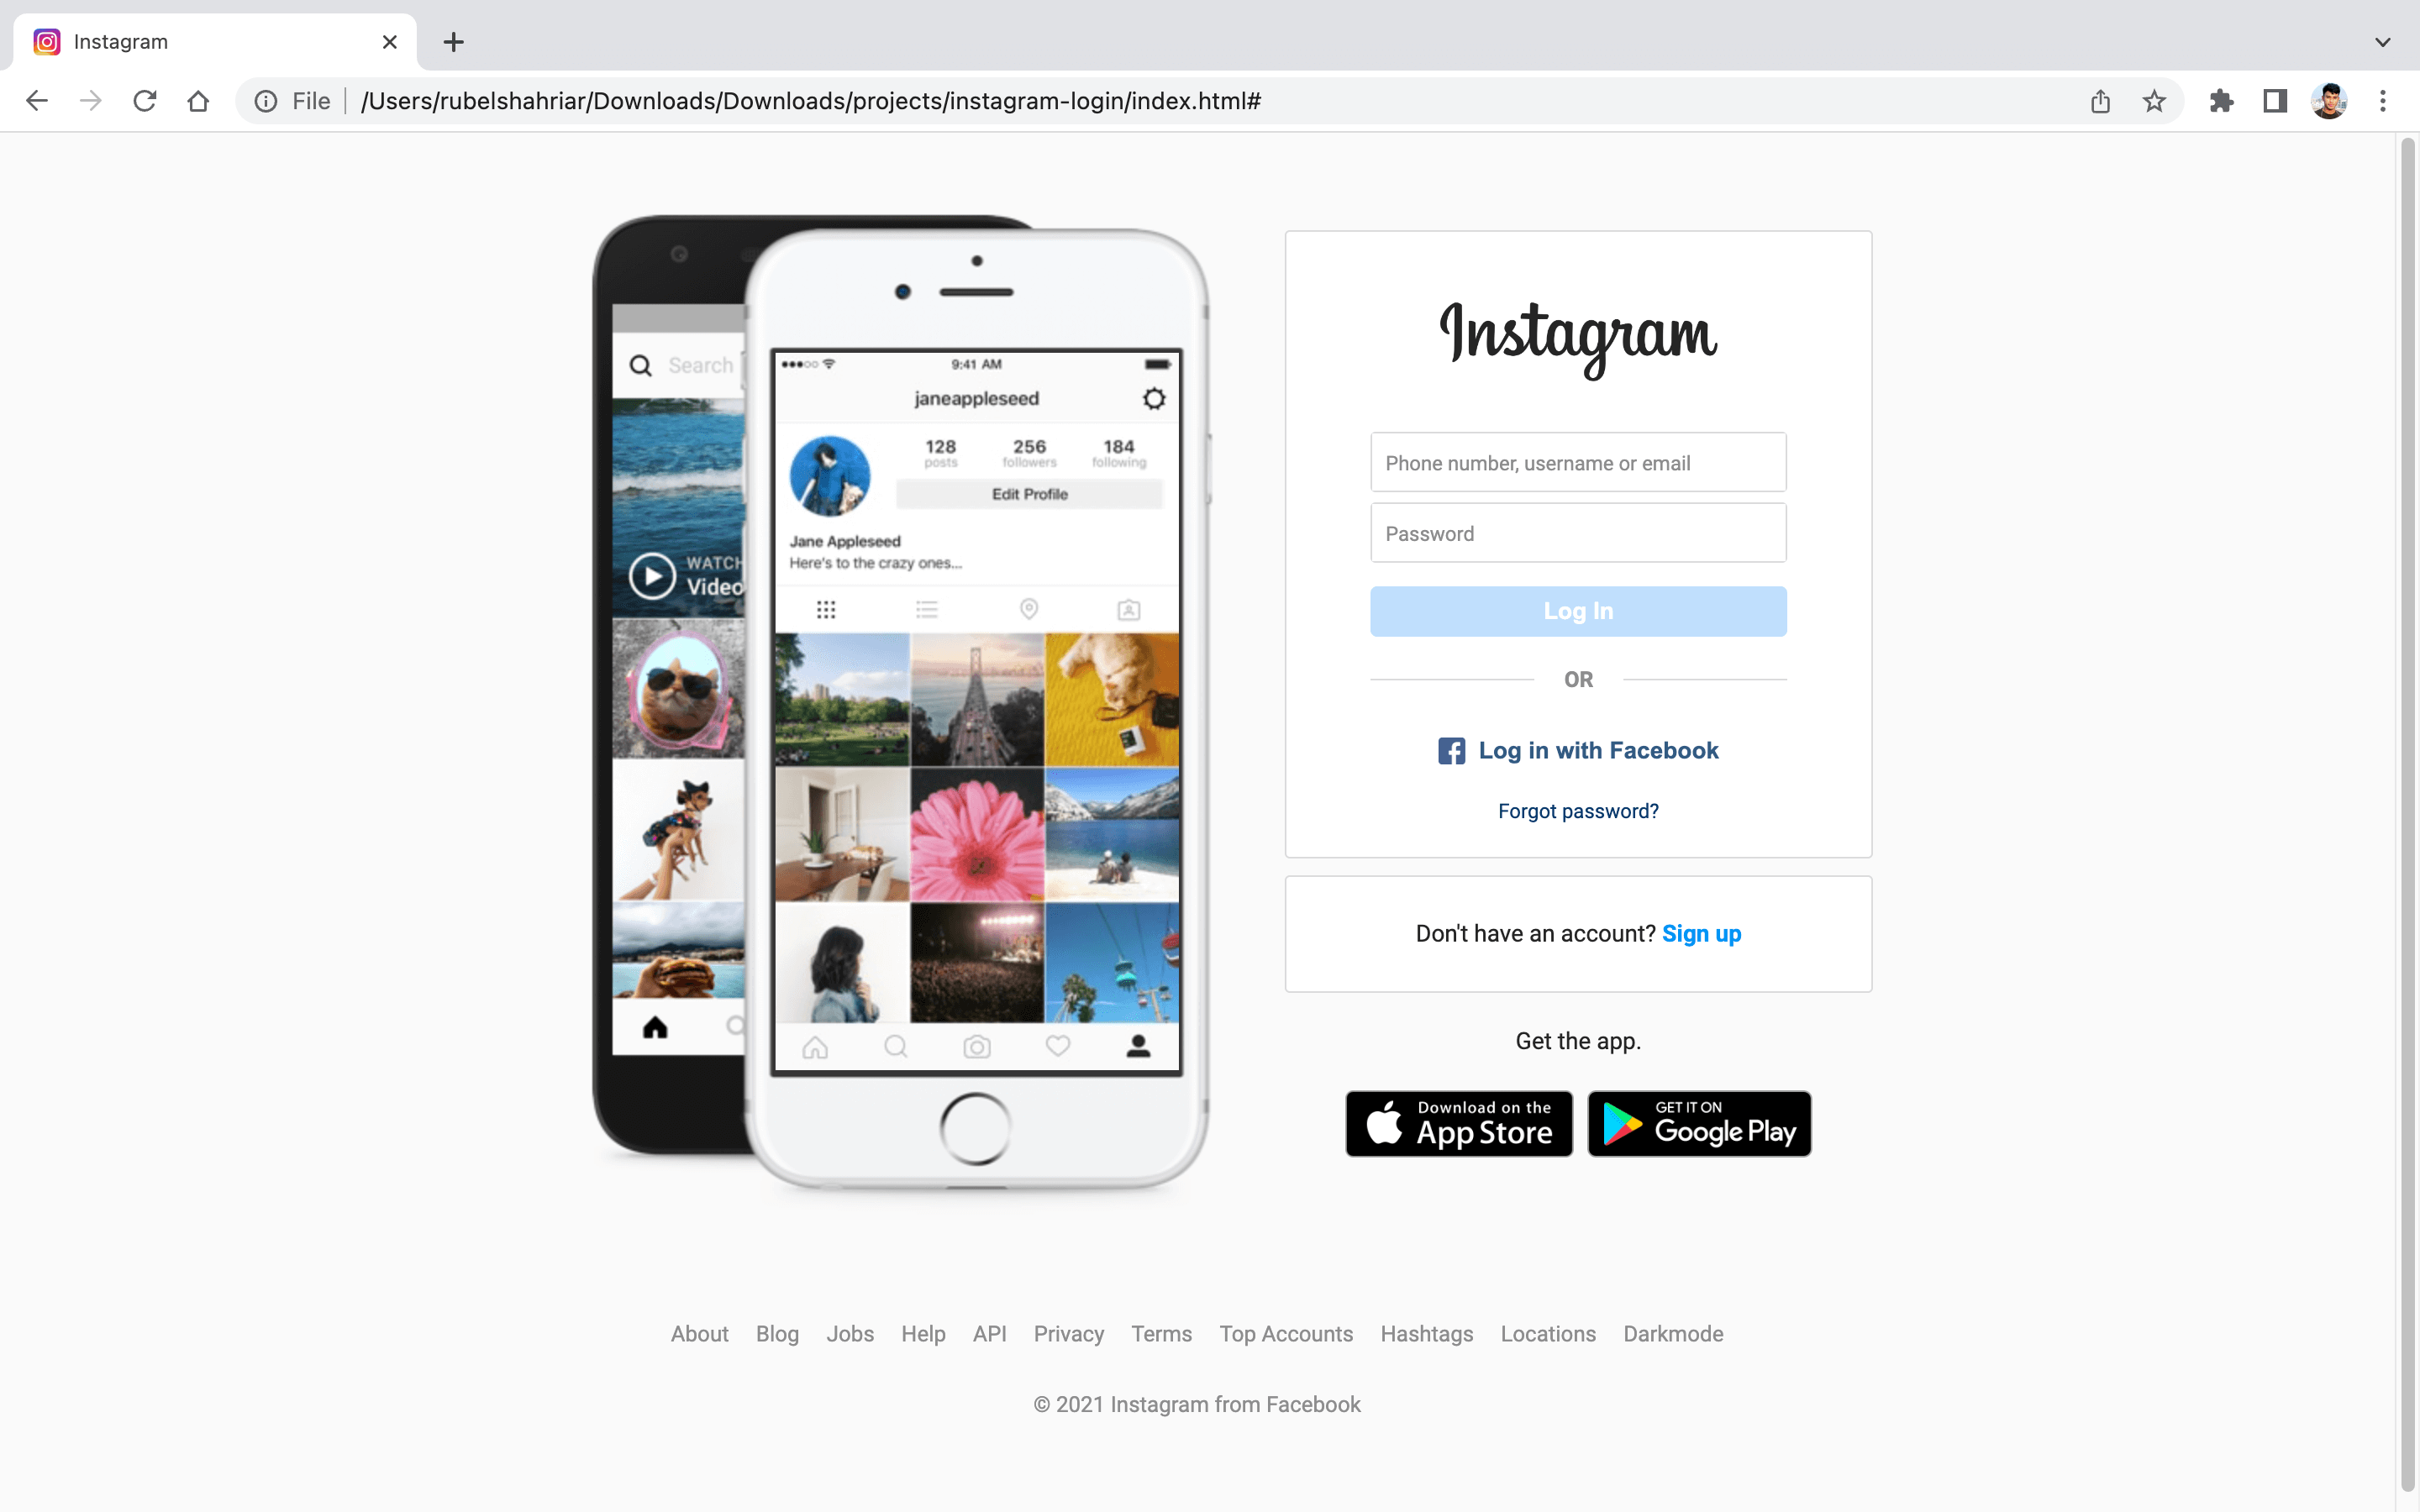 Instagram
File | /Users/rubelshahriar/Downloads/Downloads/projects/instagram-login/index.html#
Search
WATCH
Video
9:41 AM
janeappleseed
128 256 184
posts followers following
Edit Profile
Jane Appleseed
Here's to the crazy ones...
Instagram
Phone number, username or email
Password
Log In
OR
Log in with Facebook
Forgot password?
Don't have an account? Sign up
Get the app.
Download on the
App Store
GET IT ON
Google Play
About Blog Jobs Help API Privacy Terms Top Accounts Hashtags Locations Darkmode
© 2021 Instagram from Facebook